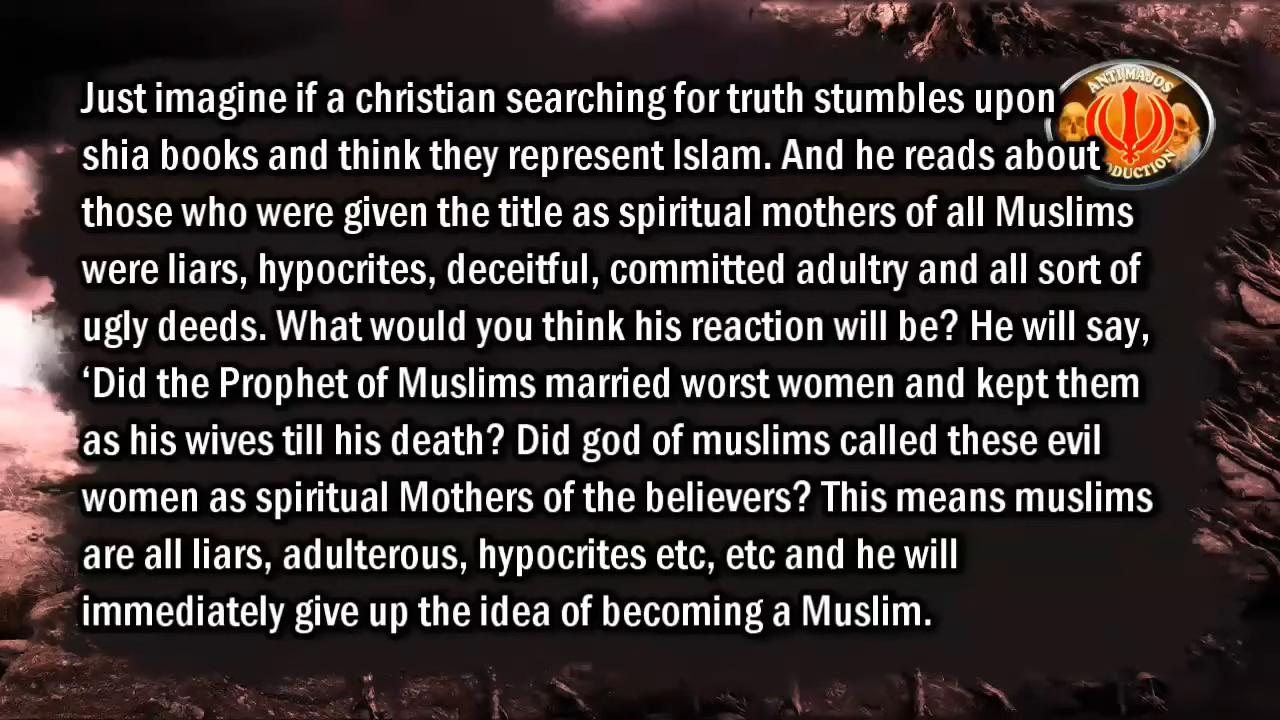 Just imagine if a christian searching for truth stumbles upon
shia books and think they represent Islam. And he reads about
those who were given the title as spiritual mothers of all Muslims
were liars, hypocrites, deceitful, committed adultry and all sort of
ugly deeds. What would you think his reaction will be? He will say,
‘Did the Prophet of Muslims married worst women and kept them
as his wives till his death? Did god of muslims called these evil
women as spiritual Mothers of the believers? This means muslims
are all liars, adulterous, hypocrites etc, etc and he will
immediately give up the idea of becoming a Muslim.
ANTI MAJOS
DUCTION